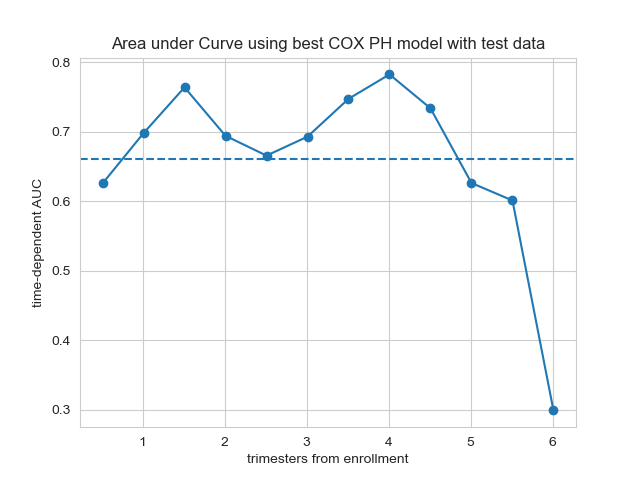 Area under Curve using best COX PH model with test data
time-dependent AUC
0.8
0.7
0.6
0.5
0.4
0.3
1 2 3 4 5 6
trimesters from enrollment